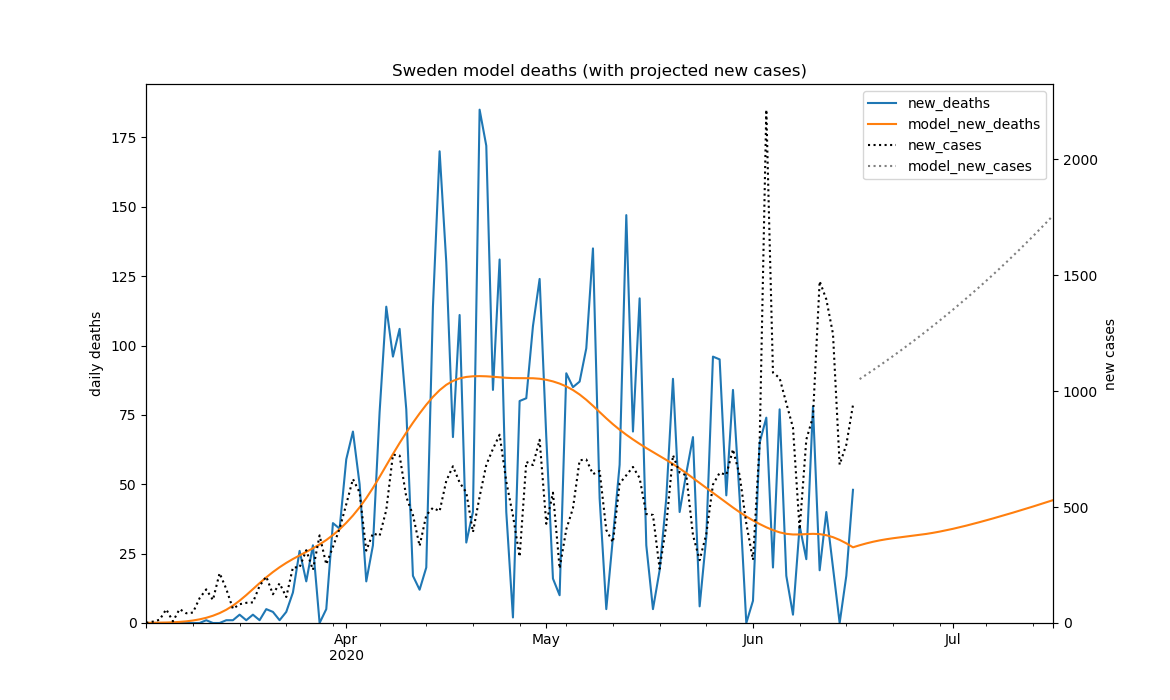 Sweden model deaths (with projected new cases)
new_deaths
model_new_deaths
new_cases
model_new_cases
175
150
125
100
75
50
25
0
daily deaths
2000
1500
1000
500
0
new cases
Apr
2020
May
Jun
Jul